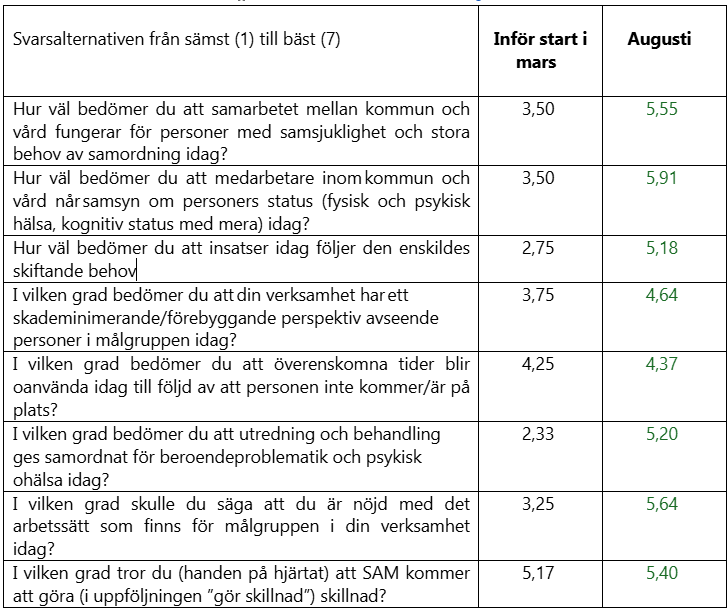 Svarsalternativen från sämst (1) till bäst (7)
Inför start i
mars
Augusti
Hur väl bedömer du att samarbetet mellan kommun och
vård fungerar för personer med samsjuklighet och stora
behov av samordning idag?
3,50
5,55
Hur väl bedömer du att medarbetare inom kommun och
vård når samsyn om personers status (fysisk och psykisk
hälsa, kognitiv status med mera) idag?
3,50
5,91
Hur väl bedömer du att insatser idag följer den enskildes
skiftande behov
2,75
5,18
I vilken grad bedömer du att din verksamhet har ett
skademinimerande/förebyggande perspektiv avseende
personer i målgruppen idag?
3,75
4,64
I vilken grad bedömer du att överenskomna tider blir
oanvända idag till följd av att personen inte kommer/är på
plats?
4,25
4,37
I vilken grad bedömer du att utredning och behandling
ges samordnat för beroendeproblematik och psykisk
ohälsa idag?
2,33
5,20
I vilken grad skulle du säga att du är nöjd med det
arbetssätt som finns för målgruppen i din verksamhet
idag?
3,25
5,64
I vilken grad tror du (handen på hjärtat) att SAM kommer
att göra (i uppföljningen ”gör skillnad”) skillnad?
5,17
5,40